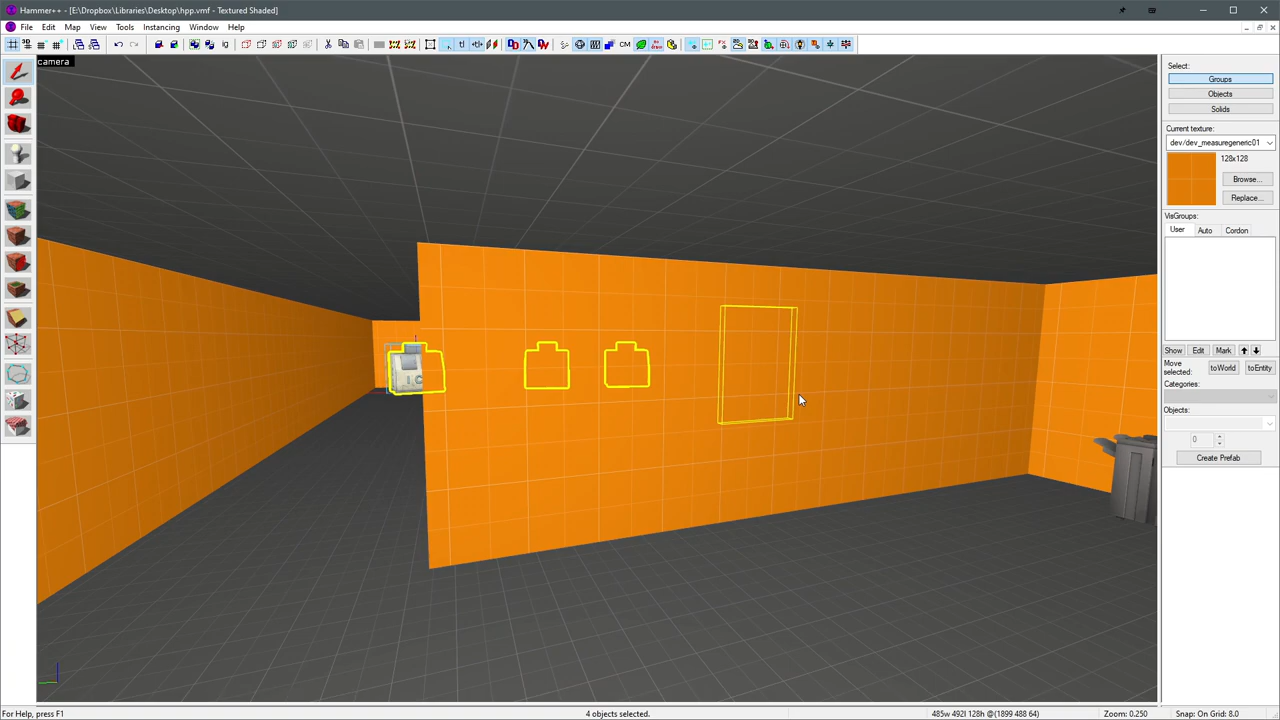 Hammer++ - [E:\Dropbox\Libraries\Desktop\hpp.vmf - Textured Shaded]
File Edit Map View Tools Instancing Window Help
CM
camera
IC
Select:
Groups
Objects
Solids
Current texture:
dev/dev_measuregeneric01
128x128
Browse...
Replace...
VisGroups:
User Auto Cordon
Show Edit Mark
Move selected: toWorld toEntity
Categories:
Objects:
0
Create Prefab
For Help, press F1 4 objects selected. 485w 492l 128h @(1899 488 64) Zoom: 0.250 Snap: On Grid: 8.0